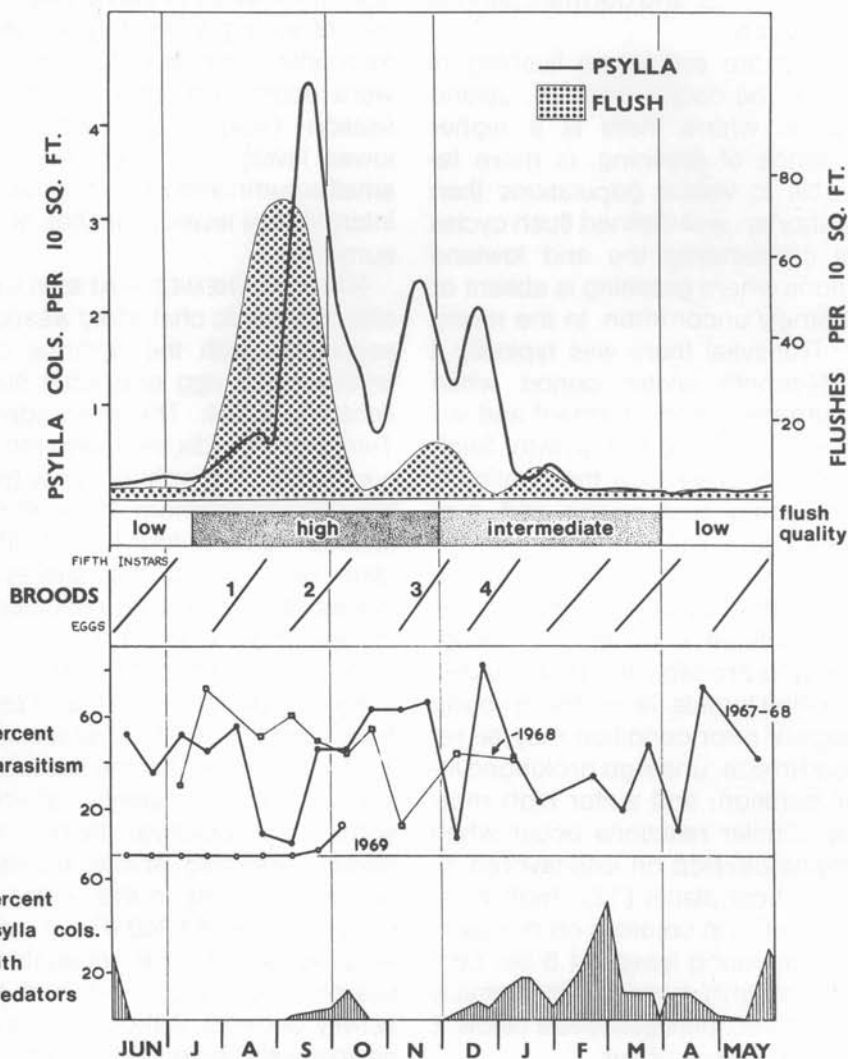 PSYLLA
FLUSH
PSYLLA COLS. PER 10 SQ. FT.
4
3
2
1
FLUSHES PER 10 SQ. FT.
80
60
40
20
low
high
intermediate
low
flush
quality
FIFTH INSTARS
BROODS
EGGS
1
2
3
4
60
20
1967-68
1968
1969
60
20
cols.
JUN
J
A
S
O
N
D
J
F
M
A
MAY